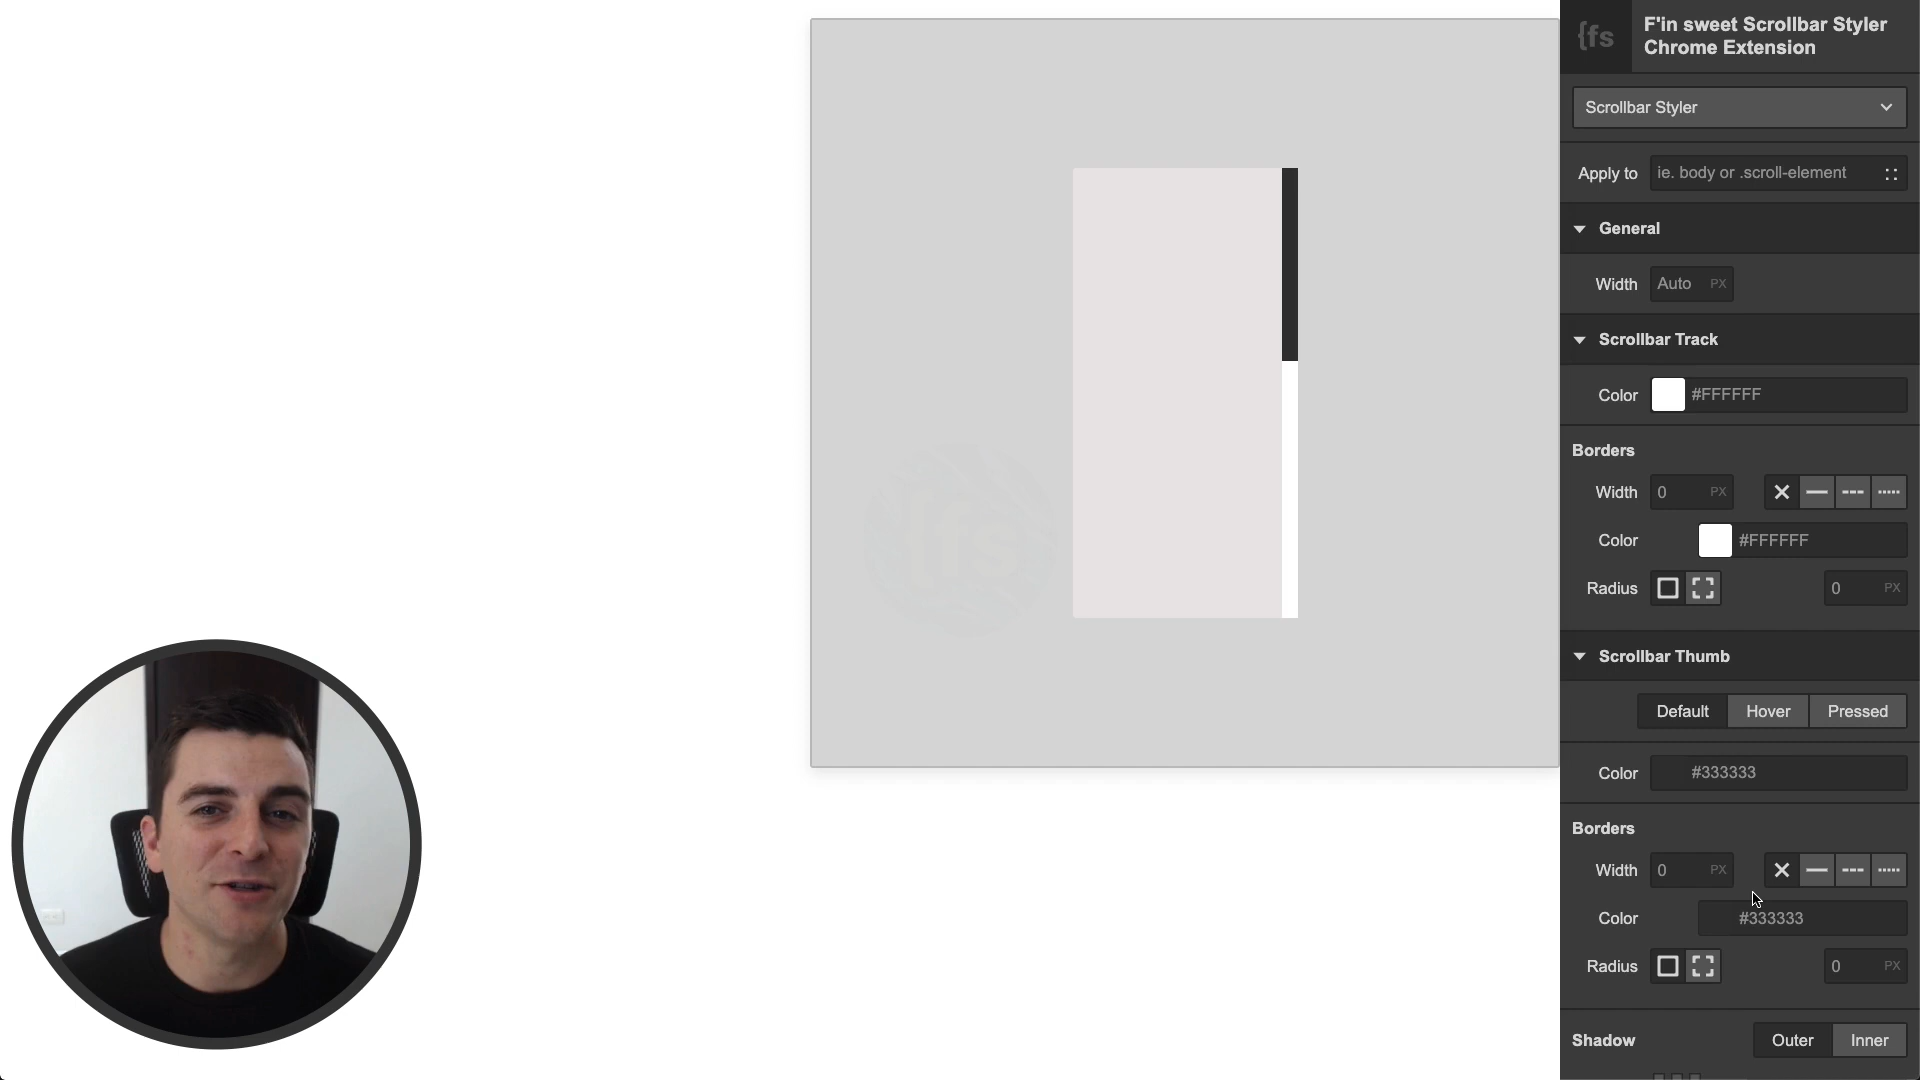 {fs
F'in sweet Scrollbar Styler
Chrome Extension
Scrollbar Styler
Apply to ie. body or .scroll-element
General
Width Auto PX
Scrollbar Track
Color #FFFFFF
Borders
Width 0 PX
Color #FFFFFF
Radius 0 PX
Scrollbar Thumb
Default Hover Pressed
Color #333333
Borders
Width 0 PX
Color #333333
Radius 0 PX
Shadow Outer Inner
{fs